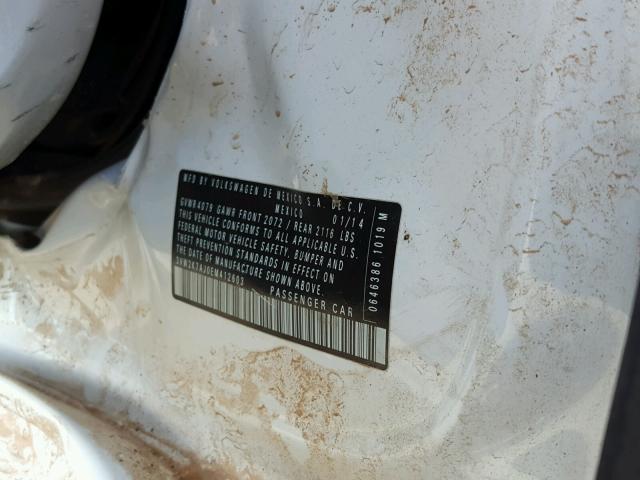 MFD BY VOLKSWAGEN DE MEXICO S.A. DE C.V.
MEXICO 01/14
GVWR4079 GAWR FRONT 2072 / REAR 2116 LBS
THIS VEHICLE CONFORMS TO ALL APPLICABLE U.S.
FEDERAL MOTOR VEHICLE SAFETY, BUMPER AND
THEFT PREVENTION STANDARDS IN EFFECT ON
THE DATE OF MANUFACTURE SHOWN ABOVE.
PASSENGER CAR
0646386 1019 M